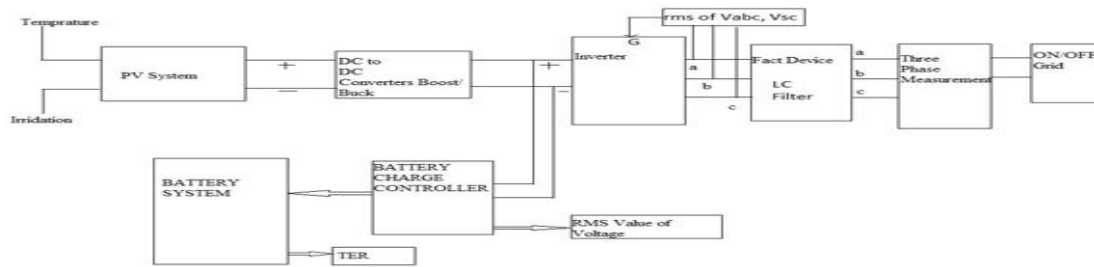 Temprature
Irridation
PV System
+
−
DC to
DC
Converters Boost/
Buck
+
−
Inverter
G
rms of Vabc, Vsc
a
b
c
Fact Device
LC
Filter
a
b
c
Three
Phase
Measurement
ON/OFF
Grid
BATTERY
SYSTEM
BATTERY
CHARGE
CONTROLLER
RMS Value of
Voltage
TER